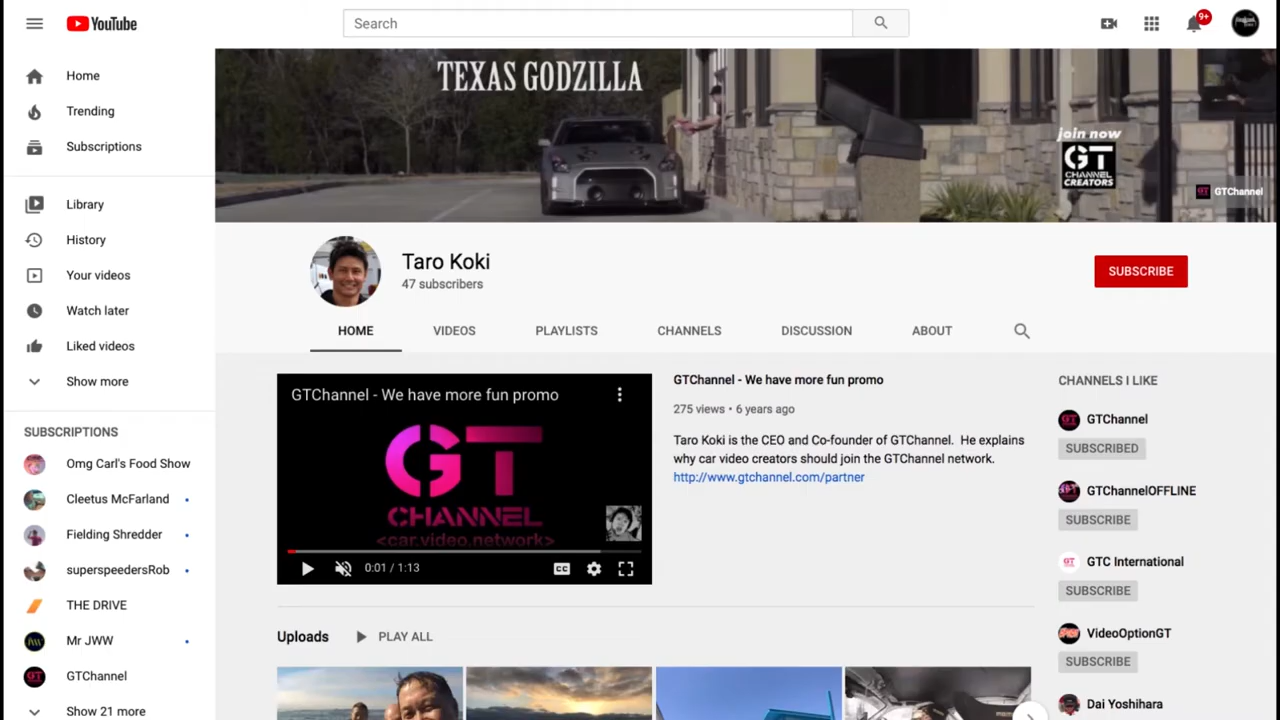 YouTube
Search
9+
Home
Trending
Subscriptions
Library
History
Your videos
Watch later
Liked videos
Show more
SUBSCRIPTIONS
Omg Carl's Food Show
Cleetus McFarland
Fielding Shredder
superspeedersRob
THE DRIVE
Mr JWW
GTChannel
Show 21 more
TEXAS GODZILLA
join now
GT
CHANNEL
CREATORS
GTChannel
Taro Koki
47 subscribers
SUBSCRIBE
HOME
VIDEOS
PLAYLISTS
CHANNELS
DISCUSSION
ABOUT
GTChannel - We have more fun promo
GT
CHANNEL
<car.video.network>
0:01 / 1:13
CC
GTChannel - We have more fun promo
275 views • 6 years ago
Taro Koki is the CEO and Co-founder of GTChannel.  He explains
why car video creators should join the GTChannel network.
http://www.gtchannel.com/partner
Uploads
PLAY ALL
CHANNELS I LIKE
GTChannel
SUBSCRIBED
GTChannelOFFLINE
SUBSCRIBE
GTC International
SUBSCRIBE
VideoOptionGT
SUBSCRIBE
Dai Yoshihara